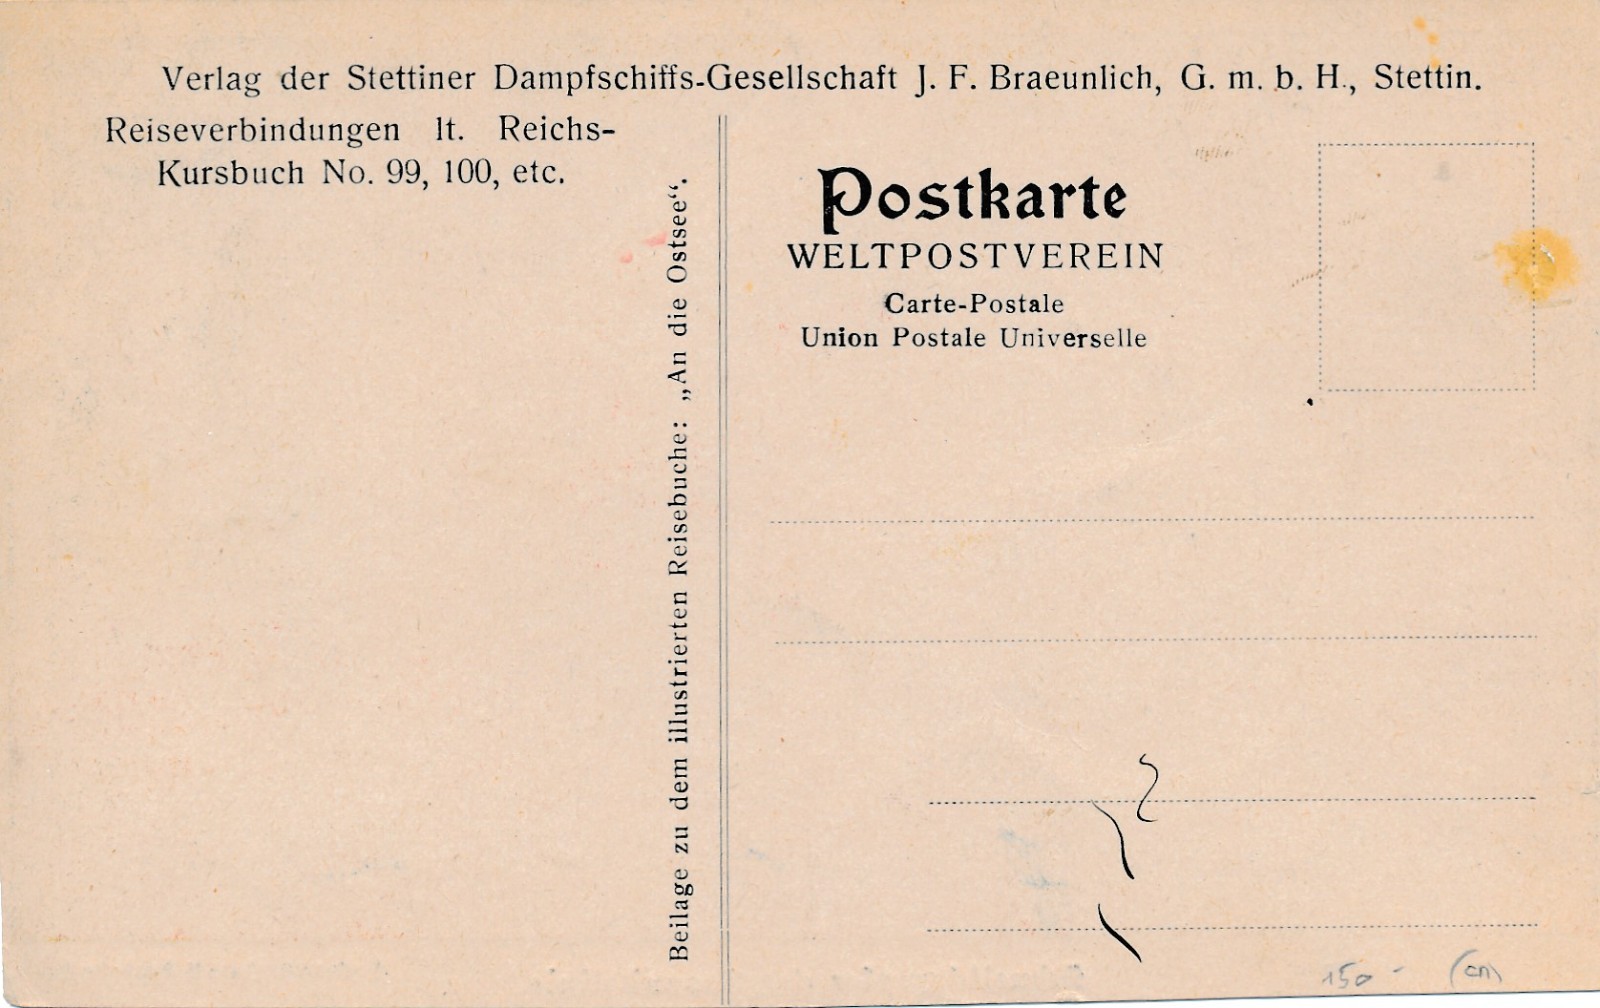 Verlag der Stettiner Dampfschiffs-Gesellschaft J. F. Braeunlich, G. m. b. H., Stettin.
Reiseverbindungen lt. Reichs-
Kursbuch No. 99, 100, etc.
Beilage zu dem illustrierten Reisebuche: „An die Ostsee“.
Postkarte
WELTPOSTVEREIN
Carte-Postale
Union Postale Universelle
150 -